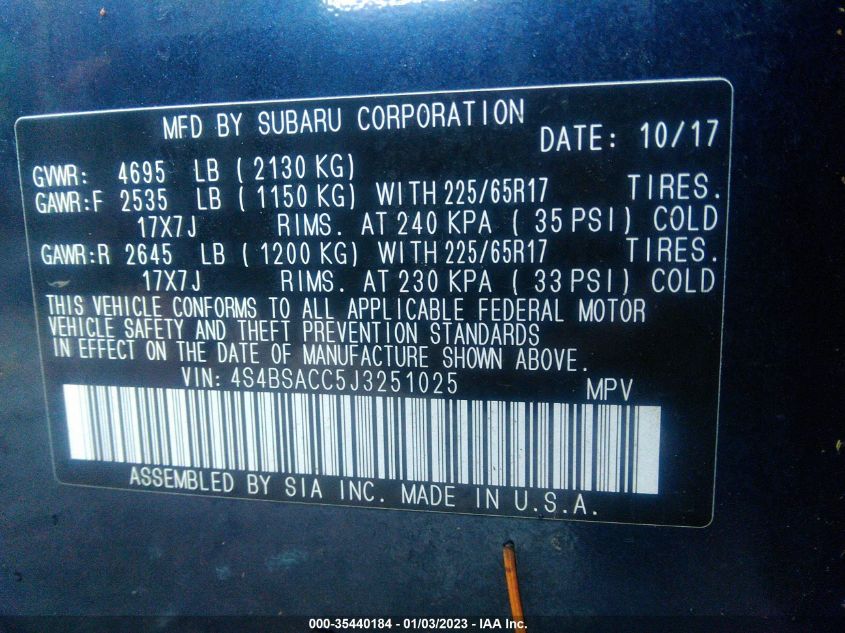 MFD BY SUBARU CORPORATION
DATE: 10/17
GVWR: 4695 LB ( 2130 KG)
GAWR:F 2535 LB ( 1150 KG) WITH 225/65R17 TIRES.
17X7J RIMS. AT 240 KPA ( 35 PSI) COLD
GAWR:R 2645 LB ( 1200 KG) WITH 225/65R17 TIRES.
17X7J RIMS. AT 230 KPA ( 33 PSI) COLD
THIS VEHICLE CONFORMS TO ALL APPLICABLE FEDERAL MOTOR
VEHICLE SAFETY AND THEFT PREVENTION STANDARDS
IN EFFECT ON THE DATE OF MANUFACTURE SHOWN ABOVE.
VIN: 4S4BSACC5J3251025 MPV
ASSEMBLED BY SIA INC. MADE IN U.S.A.
000-35440184 - 01/03/2023 - IAA Inc.